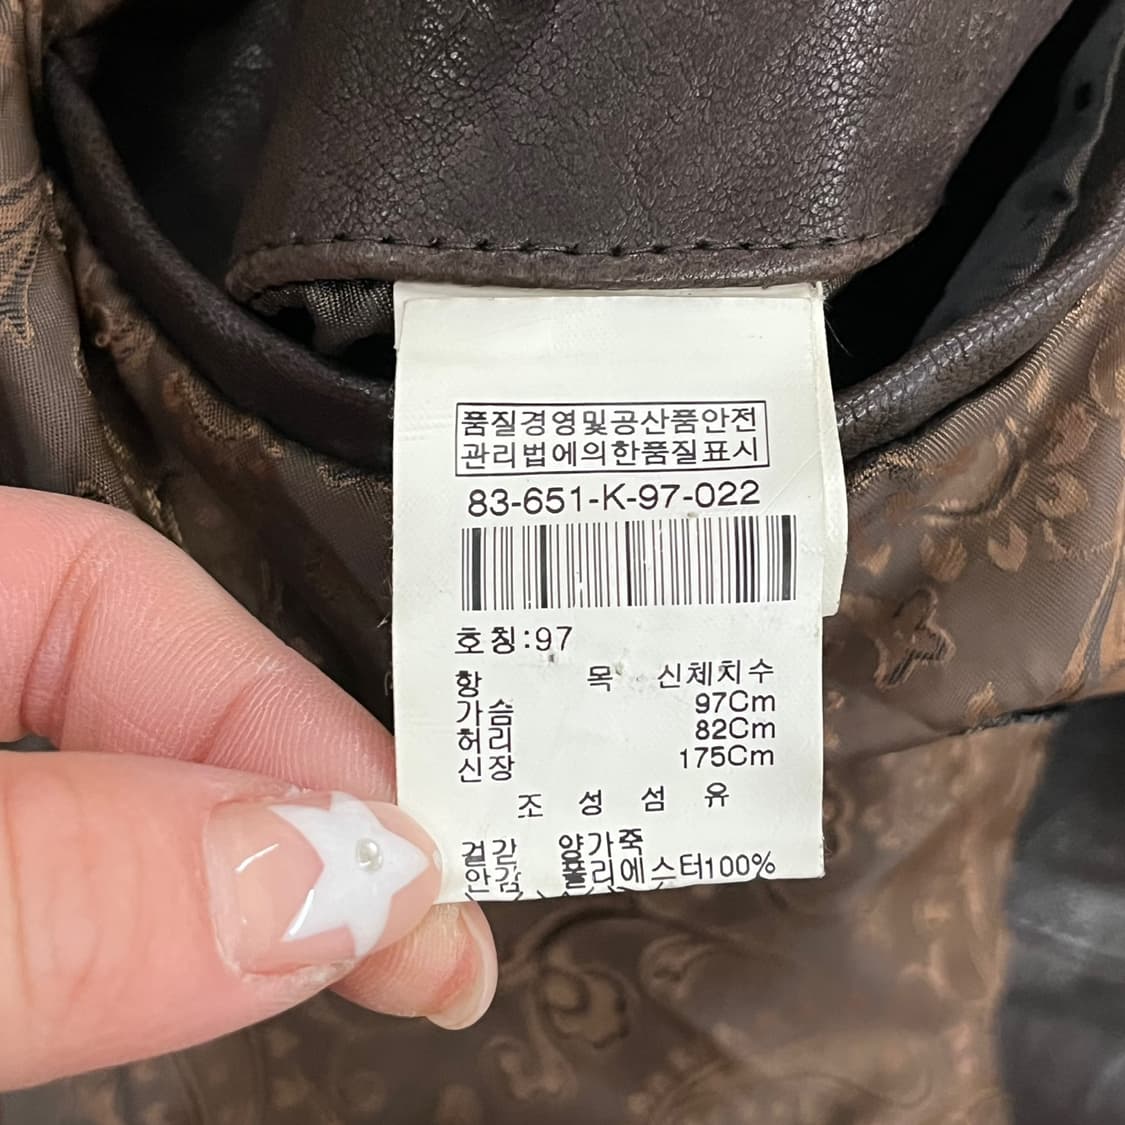 품질경영및공산품안전
관리법에의한품질표시
83-651-K-97-022
호칭:97
항 목 신체치수
가슴 97Cm
허리 82Cm
신장 175Cm
조 성 섬 유
겉감 양가죽
안감 폴리에스터100%